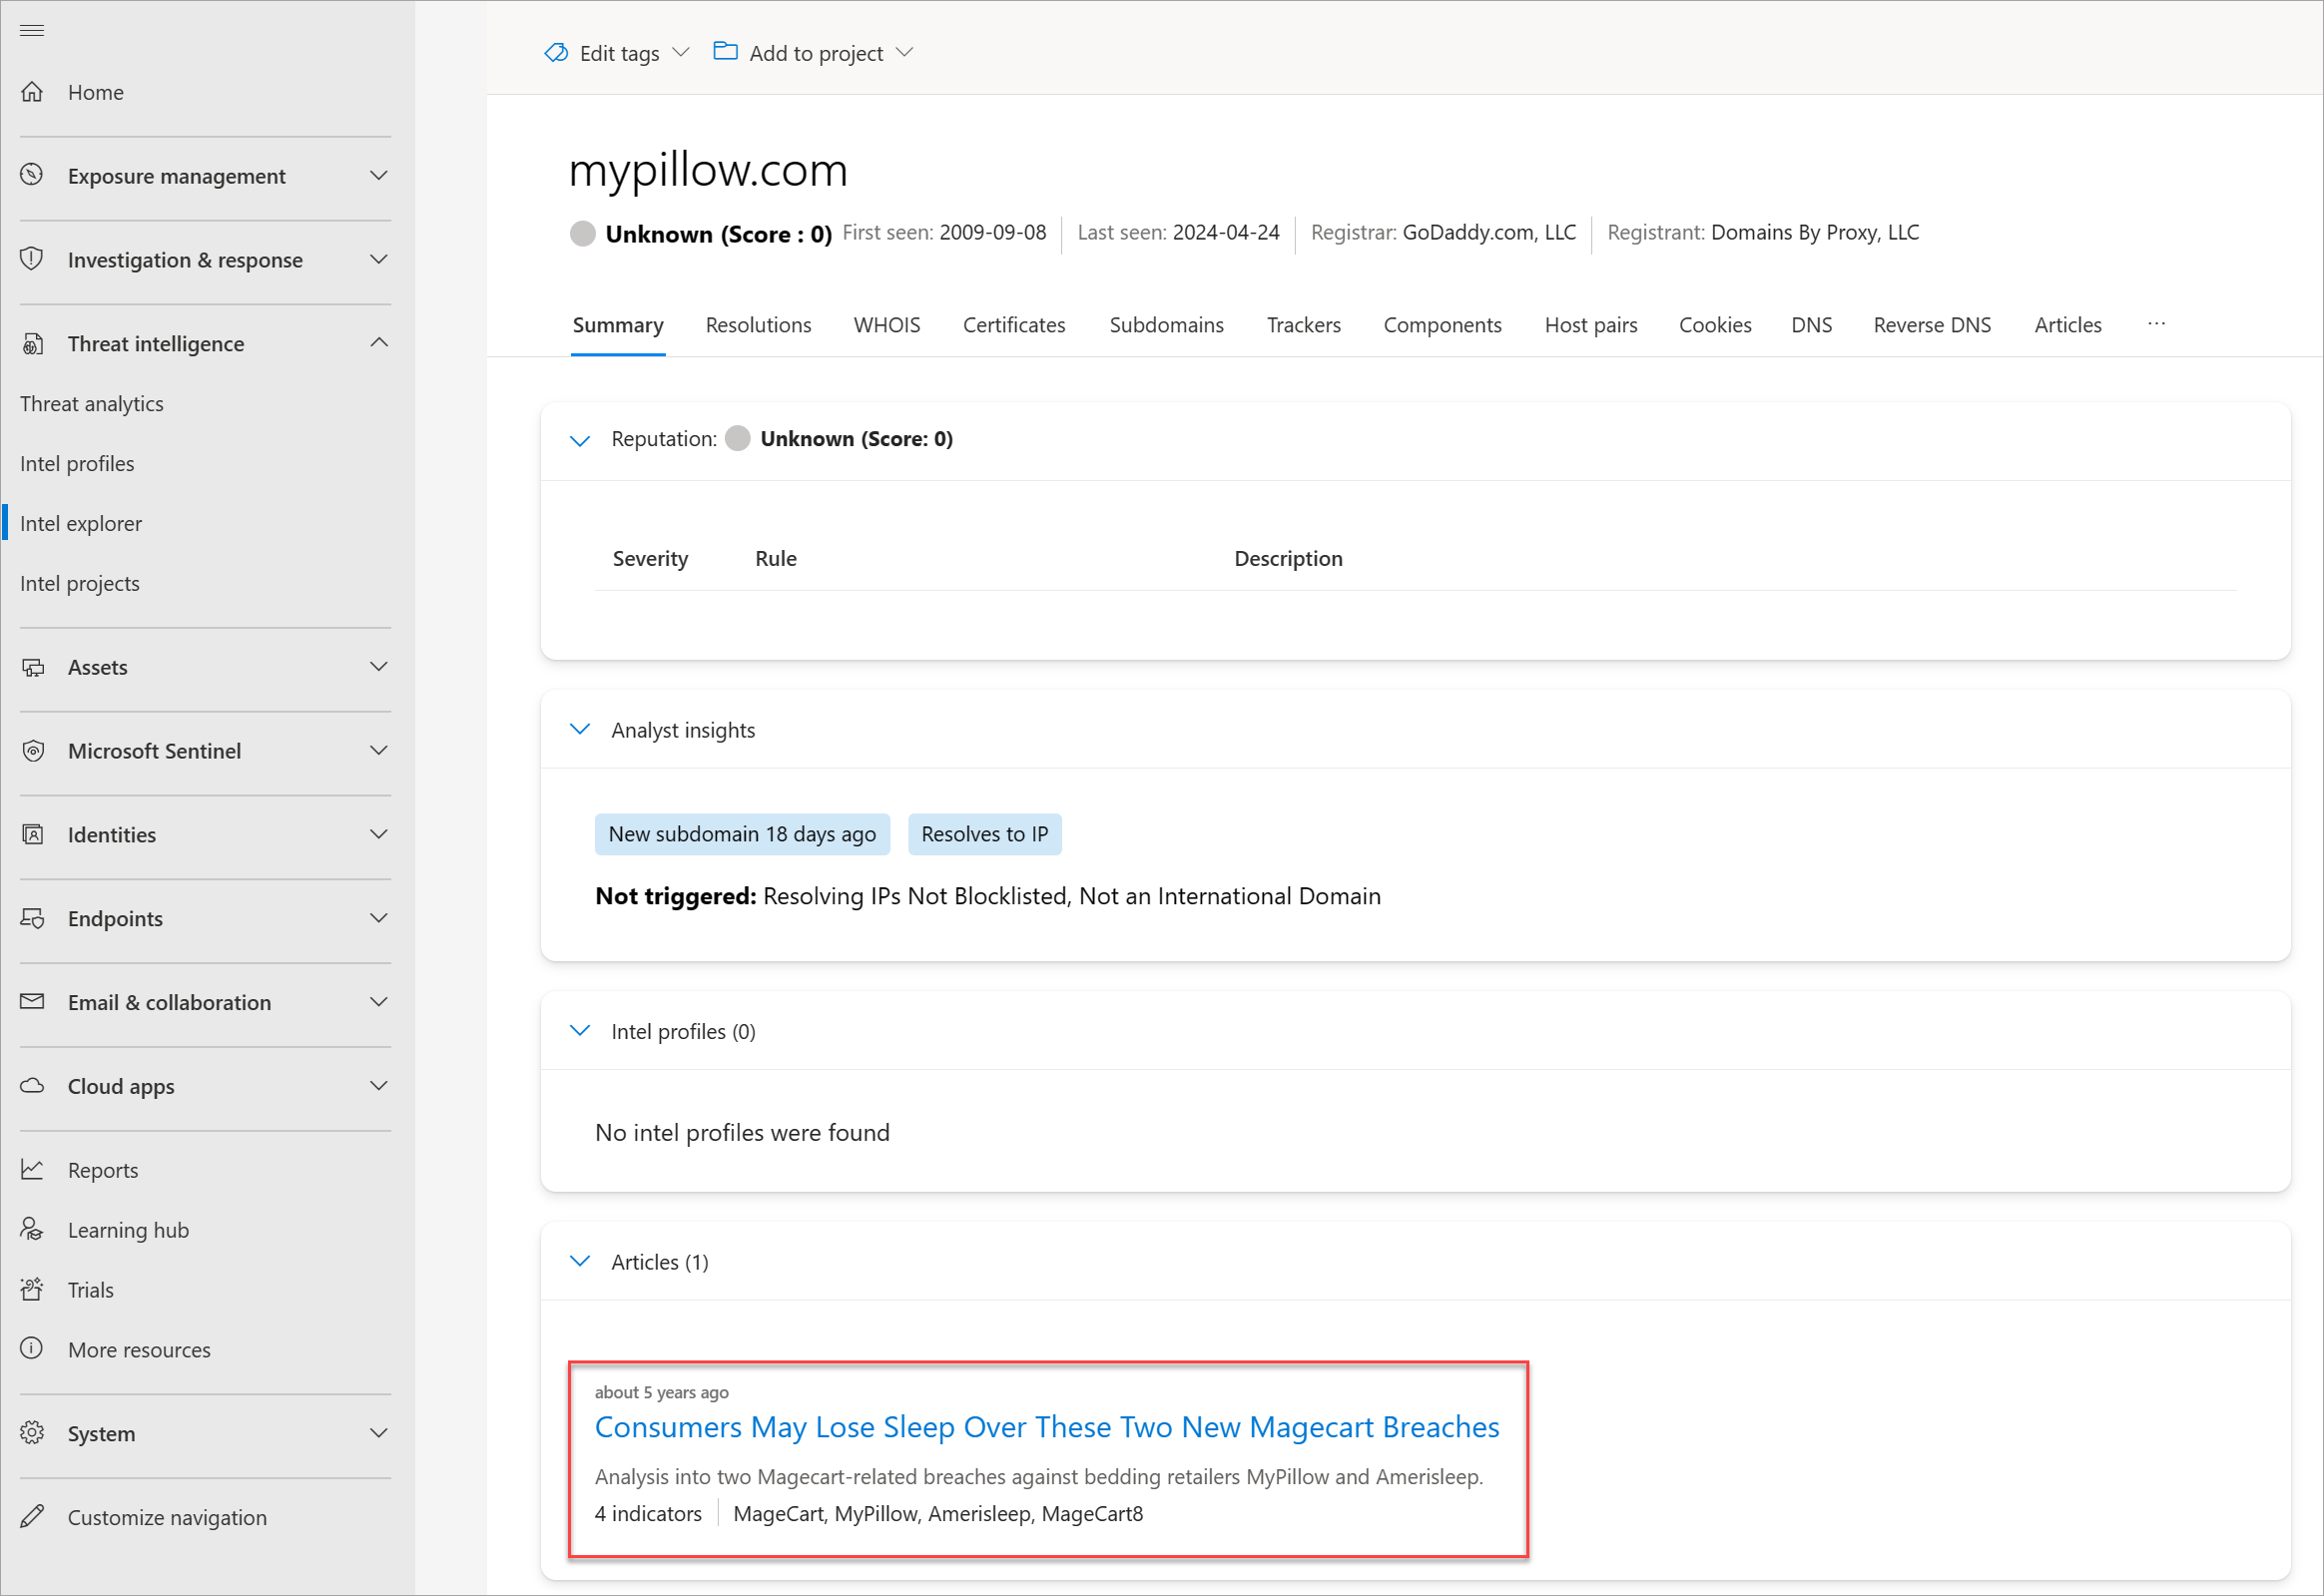 Home
Exposure management
Investigation & response
Threat intelligence
Threat analytics
Intel profiles
Intel explorer
Intel projects
Assets
Microsoft Sentinel
Identities
Endpoints
Email & collaboration
Cloud apps
Reports
Learning hub
Trials
More resources
System
Customize navigation
Edit tags Add to project
mypillow.com
Unknown (Score : 0) First seen: 2009-09-08 Last seen: 2024-04-24 Registrar: GoDaddy.com, LLC Registrant: Domains By Proxy, LLC
Summary Resolutions WHOIS Certificates Subdomains Trackers Components Host pairs Cookies DNS Reverse DNS Articles ...
Reputation: Unknown (Score: 0)
Severity Rule Description
Analyst insights
New subdomain 18 days ago Resolves to IP
Not triggered: Resolving IPs Not Blocklisted, Not an International Domain
Intel profiles (0)
No intel profiles were found
Articles (1)
about 5 years ago
Consumers May Lose Sleep Over These Two New Magecart Breaches
Analysis into two Magecart-related breaches against bedding retailers MyPillow and Amerisleep.
4 indicators MageCart, MyPillow, Amerisleep, MageCart8